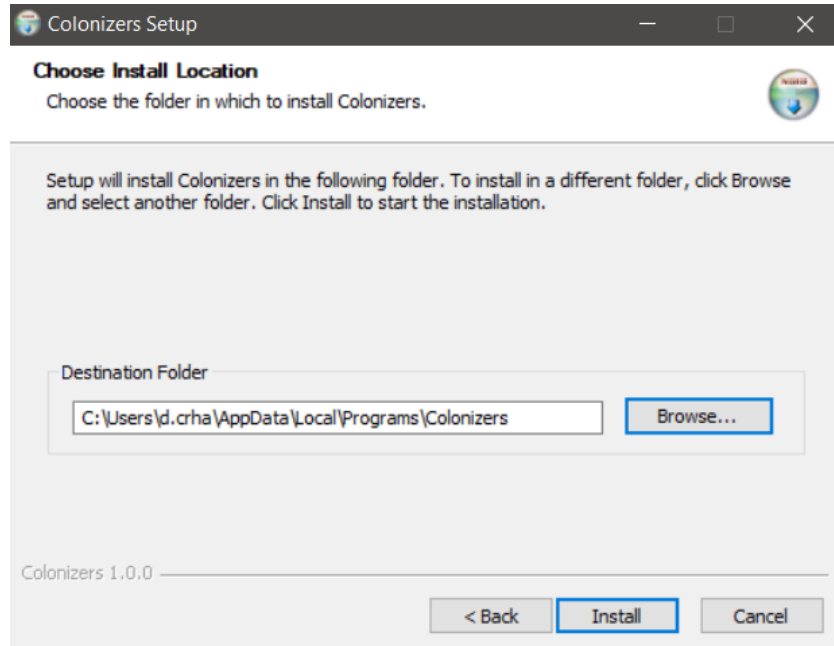 Colonizers Setup
Choose Install Location
Choose the folder in which to install Colonizers.
Setup will install Colonizers in the following folder. To install in a different folder, click Browse
and select another folder. Click Install to start the installation.
Destination Folder
C:\Users\d.crha\AppData\Local\Programs\Colonizers
Browse...
Colonizers 1.0.0
< Back
Install
Cancel